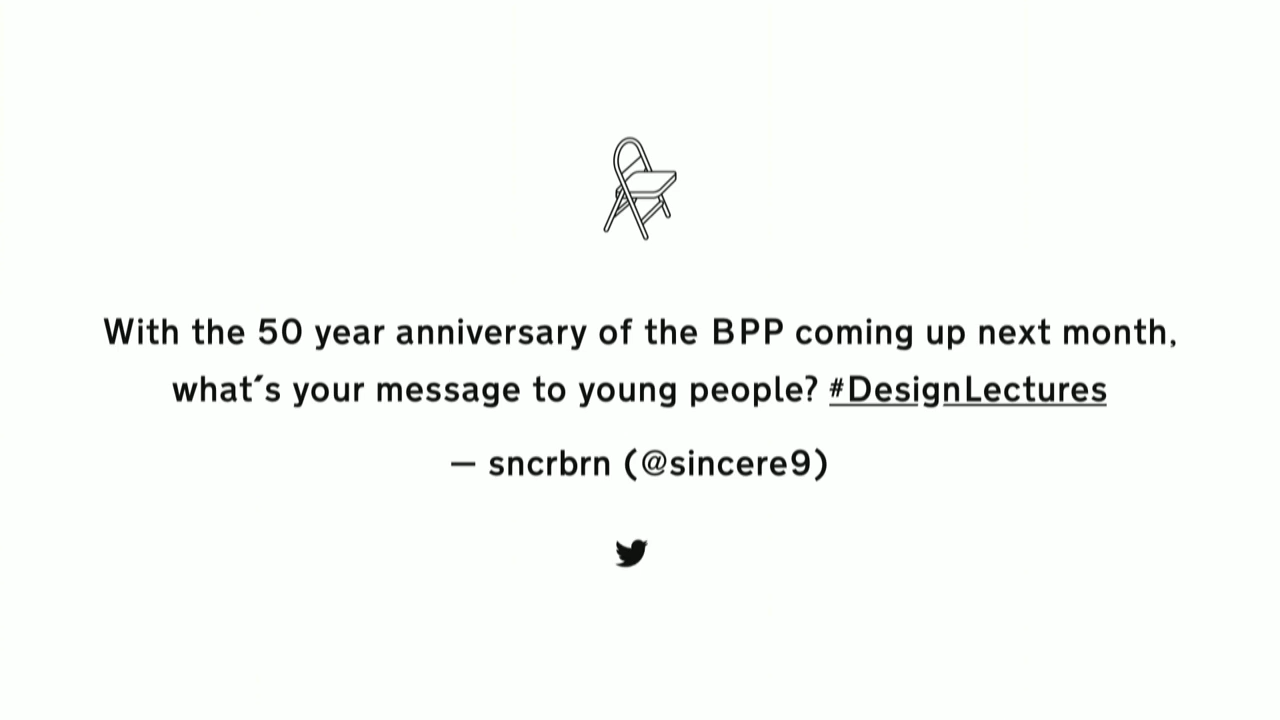 With the 50 year anniversary of the BPP coming up next month,
what´s your message to young people? #DesignLectures
— sncrbrn (@sincere9)